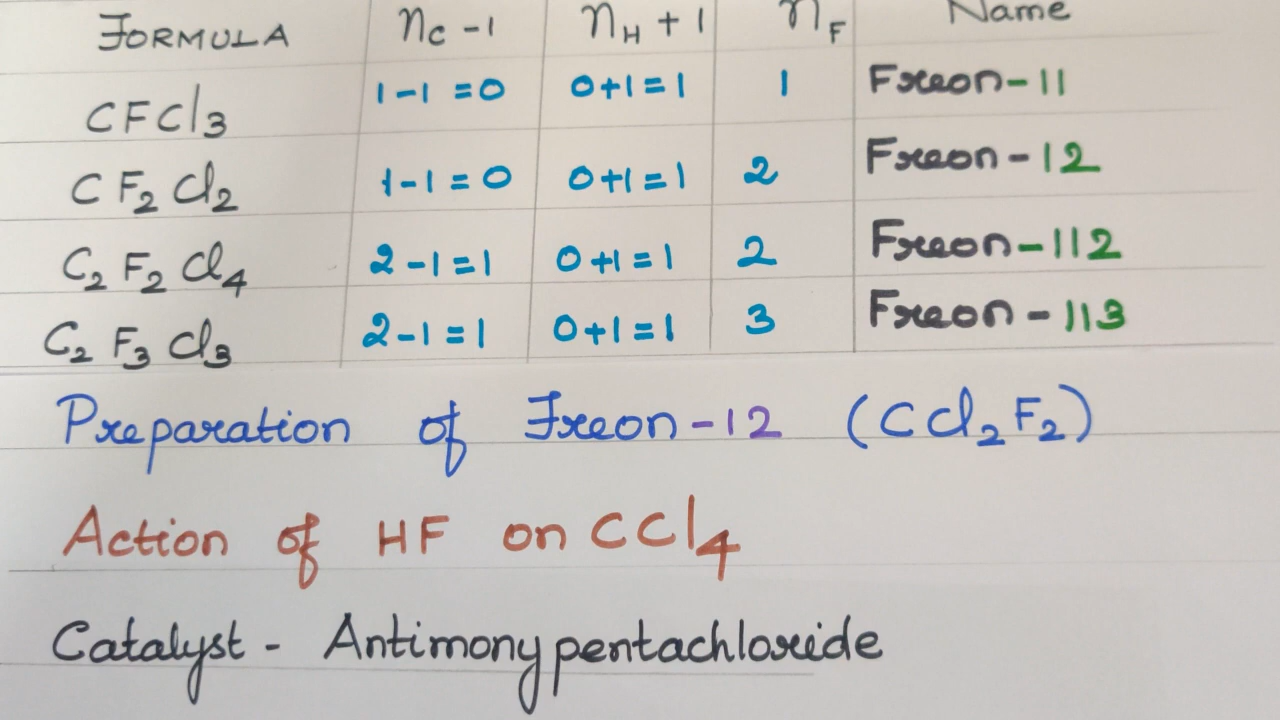 FORMULA nC -1 nH + 1 nF Name
CFCl3 1-1=0 0+1=1 1 Freon-11
CF2Cl2 1-1=0 0+1=1 2 Freon-12
C2F2Cl4 2-1=1 0+1=1 2 Freon-112
C2F3Cl3 2-1=1 0+1=1 3 Freon-113
Preparation of Freon-12 (CCl2F2)
Action of HF on CCl4
Catalyst - Antimony pentachloride